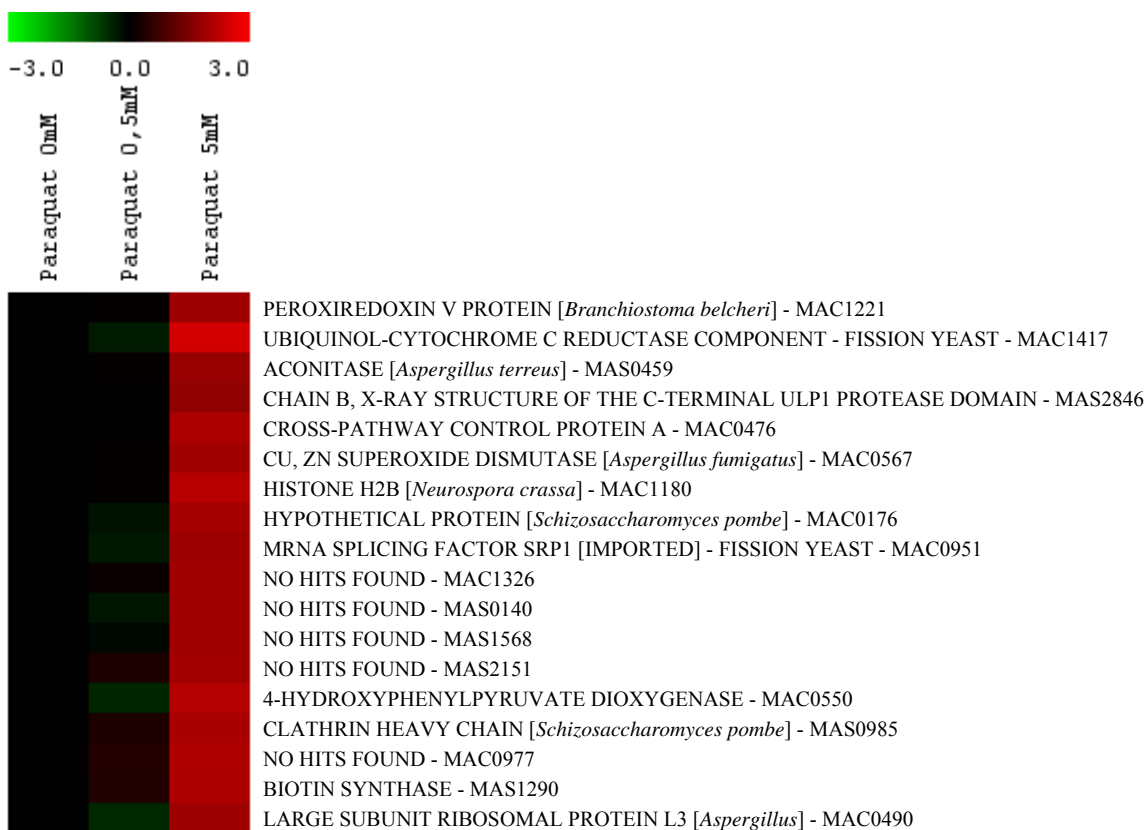 -3.0 0.0 3.0
Paraquat 0mM
Paraquat 0,5mM
Paraquat 5mM
PEROXIREDOXIN V PROTEIN [Branchiostoma belcheri] - MAC1221
UBIQUINOL-CYTOCHROME C REDUCTASE COMPONENT - FISSION YEAST - MAC1417
ACONITASE [Aspergillus terreus] - MAS0459
CHAIN B, X-RAY STRUCTURE OF THE C-TERMINAL ULP1 PROTEASE DOMAIN - MAS2846
CROSS-PATHWAY CONTROL PROTEIN A - MAC0476
CU, ZN SUPEROXIDE DISMUTASE [Aspergillus fumigatus] - MAC0567
HISTONE H2B [Neurospora crassa] - MAC1180
HYPOTHETICAL PROTEIN [Schizosaccharomyces pombe] - MAC0176
MRNA SPLICING FACTOR SRP1 [IMPORTED] - FISSION YEAST - MAC0951
NO HITS FOUND - MAC1326
NO HITS FOUND - MAS0140
NO HITS FOUND - MAS1568
NO HITS FOUND - MAS2151
4-HYDROXYPHENYLPYRUVATE DIOXYGENASE - MAC0550
CLATHRIN HEAVY CHAIN [Schizosaccharomyces pombe] - MAS0985
NO HITS FOUND - MAC0977
BIOTIN SYNTHASE - MAS1290
LARGE SUBUNIT RIBOSOMAL PROTEIN L3 [Aspergillus] - MAC0490